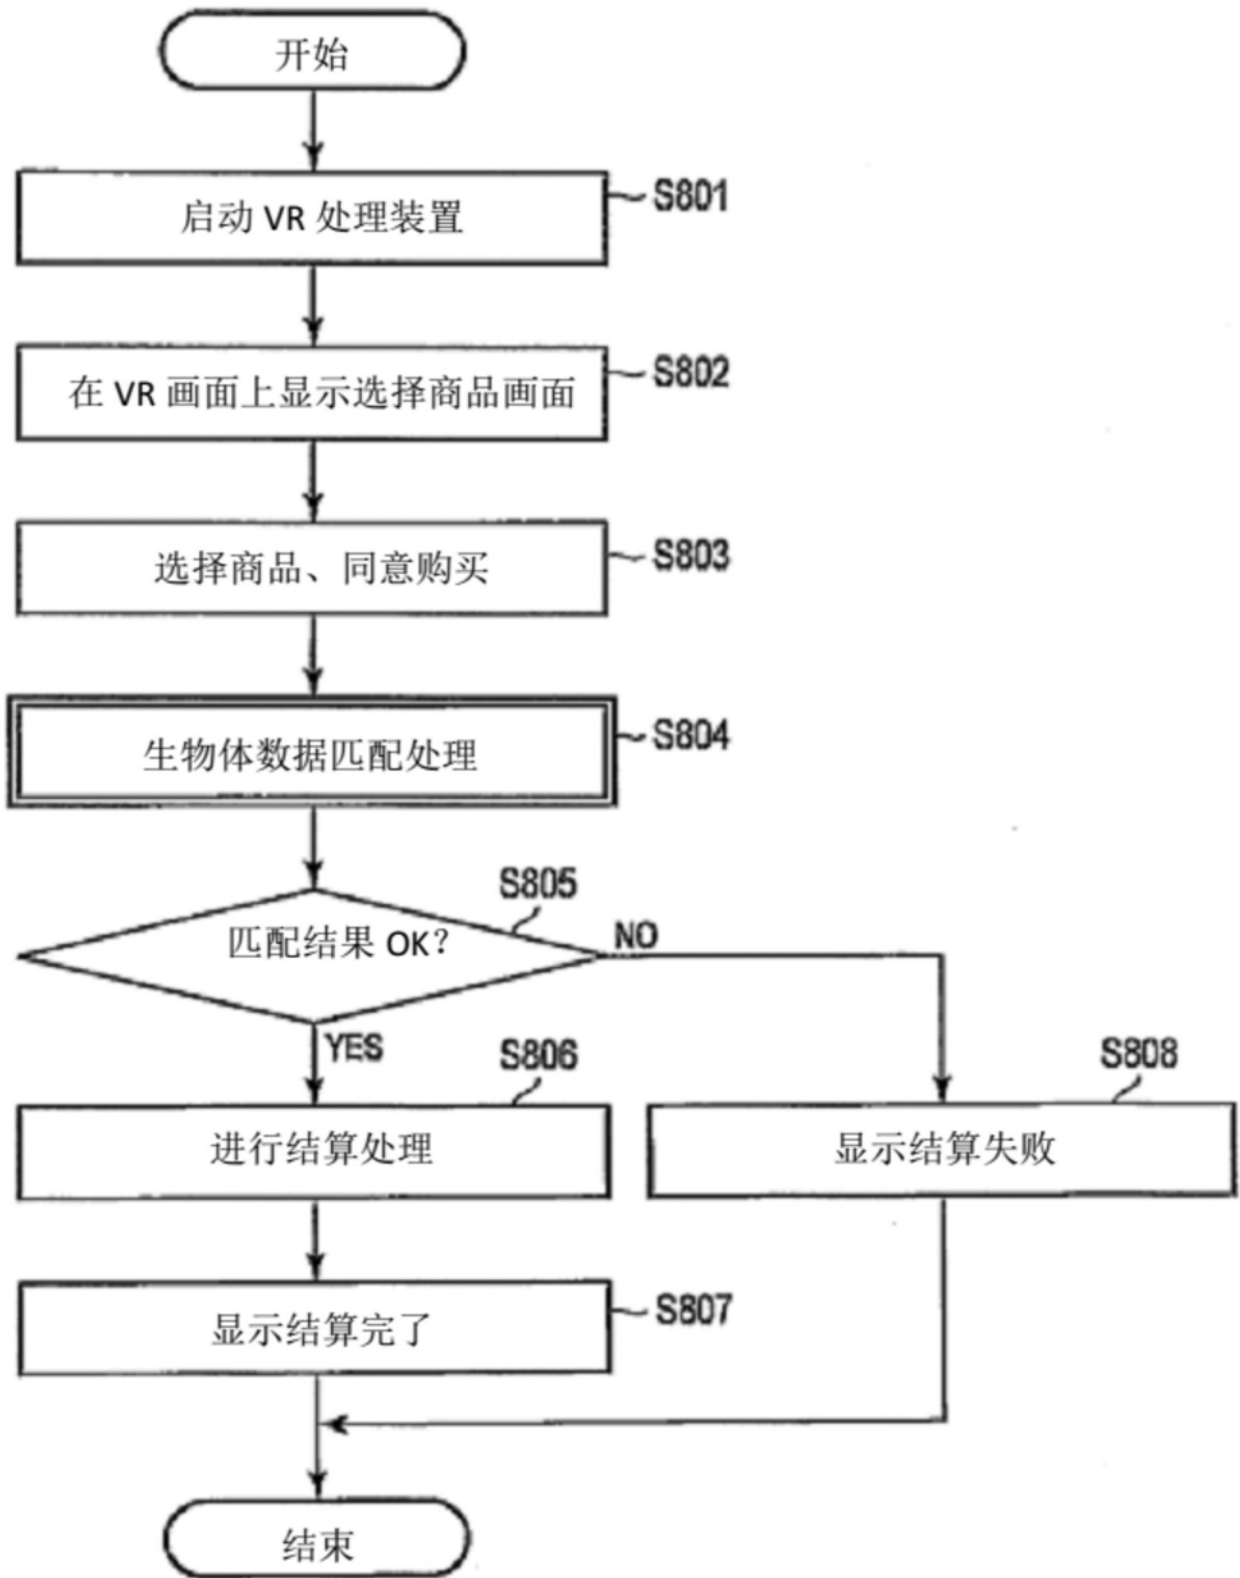 开始
启动 VR 处理装置
S801
在 VR 画面上显示选择商品画面
S802
选择商品、同意购买
S803
生物体数据匹配处理
S804
S805
匹配结果 OK？
NO
YES
S806
进行结算处理
S808
显示结算失败
显示结算完了
S807
结束